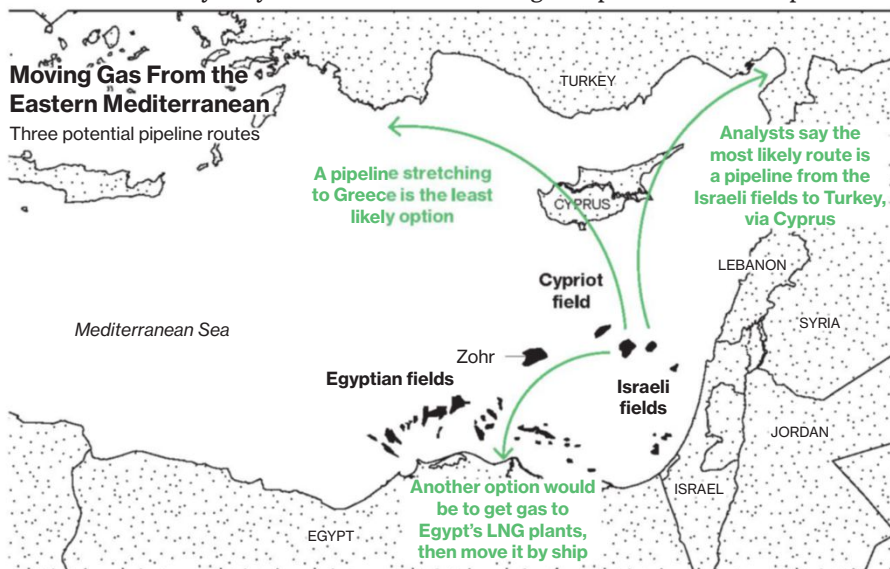 Moving Gas From the
Eastern Mediterranean
Three potential pipeline routes
TURKEY
Analysts say the
most likely route is
a pipeline from the
Israeli fields to Turkey,
via Cyprus
A pipeline stretching
to Greece is the least
likely option
CYPRUS
LEBANON
Cypriot
field
SYRIA
Mediterranean Sea
Zohr
Egyptian fields
Israeli
fields
JORDAN
ISRAEL
Another option would
be to get gas to
Egypt's LNG plants,
then move it by ship
EGYPT